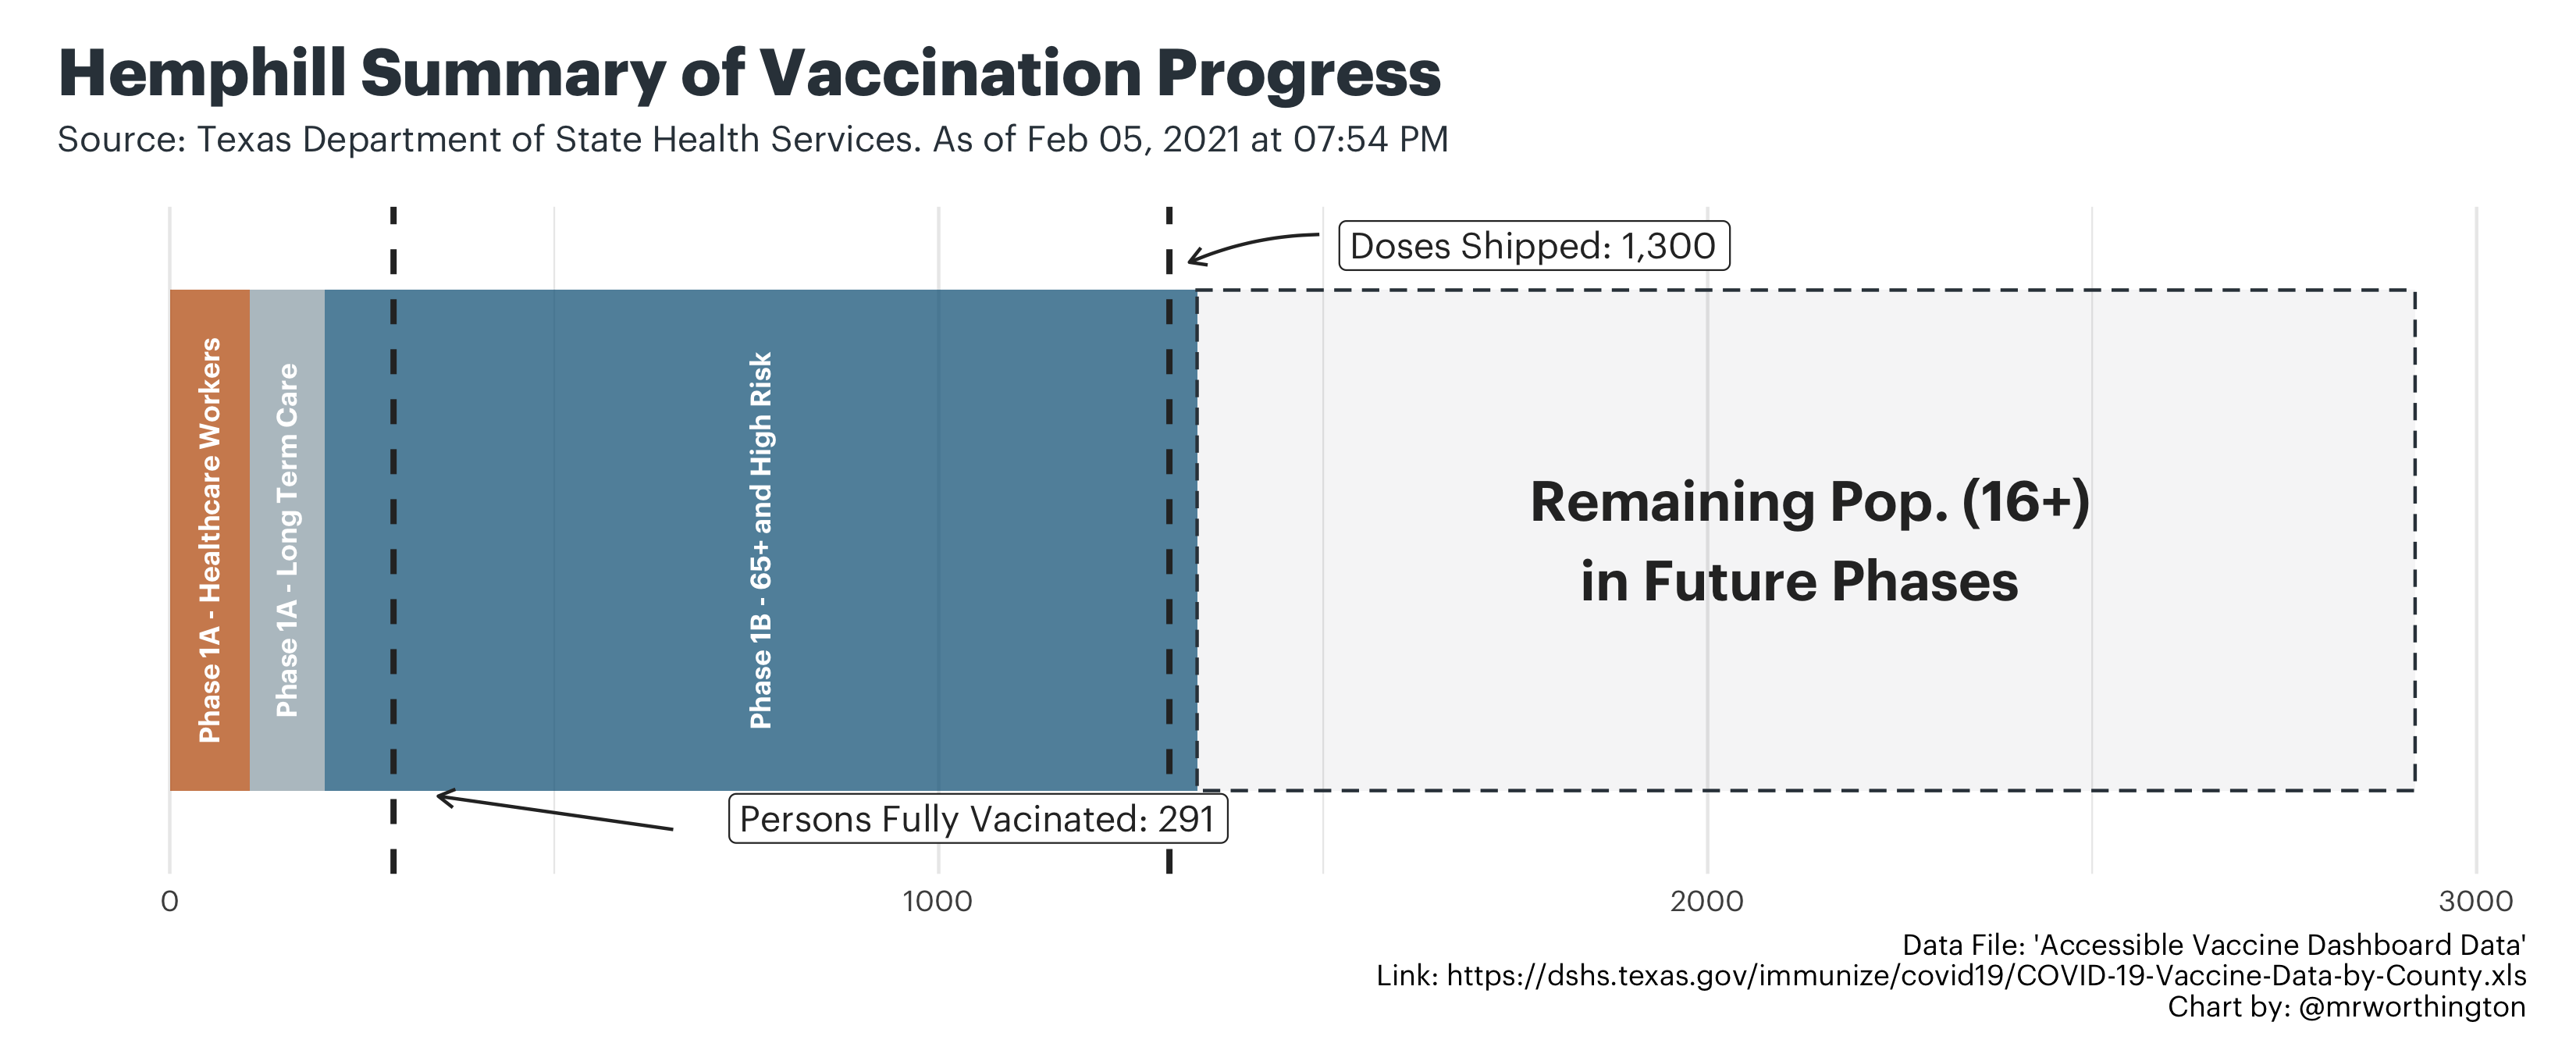 Hemphill Summary of Vaccination Progress
Source: Texas Department of State Health Services. As of Feb 05, 2021 at 07:54 PM
Doses Shipped: 1,300
Phase 1A - Healthcare Workers
Phase 1A - Long Term Care
Phase 1B - 65+ and High Risk
Remaining Pop. (16+)
in Future Phases
Persons Fully Vacinated: 291
0
1000
2000
3000
Data File: 'Accessible Vaccine Dashboard Data'
Link: https://dshs.texas.gov/immunize/covid19/COVID-19-Vaccine-Data-by-County.xls
Chart by: @mrworthington